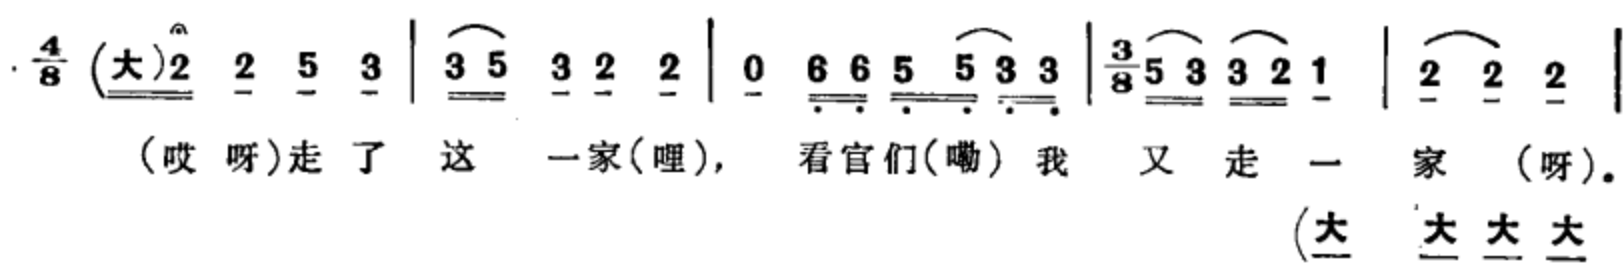 4/8 (大)2 2 5 3 | 3 5 3 2 2 | 0 6 6 5 5 3 3 | 3/8 5 3 3 2 1 | 2 2 2 |
(哎 呀)走 了 这 一家(哩), 看官们(嘞) 我 又 走 一 家 (呀).
(大 大 大 大